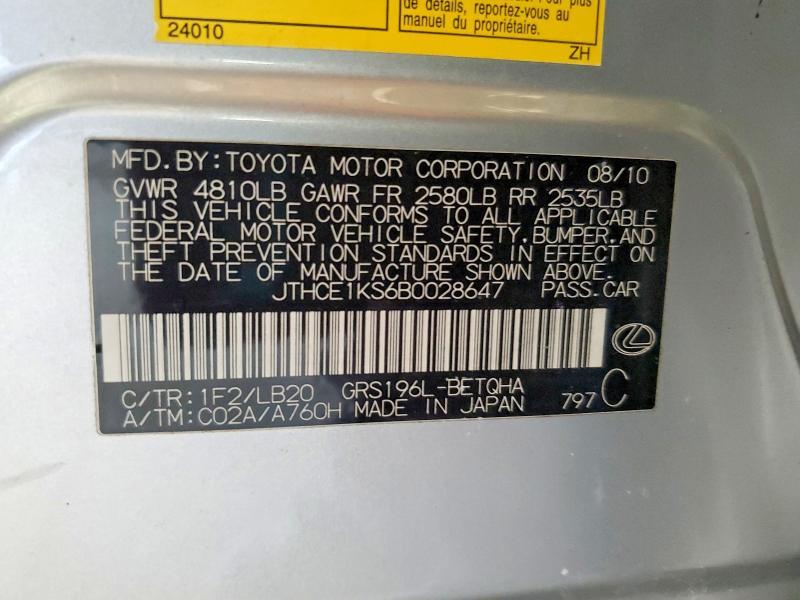 de détails, reportez-vous au
manuel du propriétaire.
24010
ZH
MFD.BY:TOYOTA MOTOR CORPORATION 08/10
GVWR 4810LB GAWR FR 2580LB RR 2535LB
THIS VEHICLE CONFORMS TO ALL APPLICABLE
FEDERAL MOTOR VEHICLE SAFETY,BUMPER,AND
THEFT PREVENTION STANDARDS IN EFFECT ON
THE DATE OF MANUFACTURE SHOWN ABOVE.
JTHCE1KS6B0028647 PASS.CAR
C/TR:1F2/LB20 GRS196L-BETQHA
A/TM:C02A/A760H MADE IN JAPAN 797 C